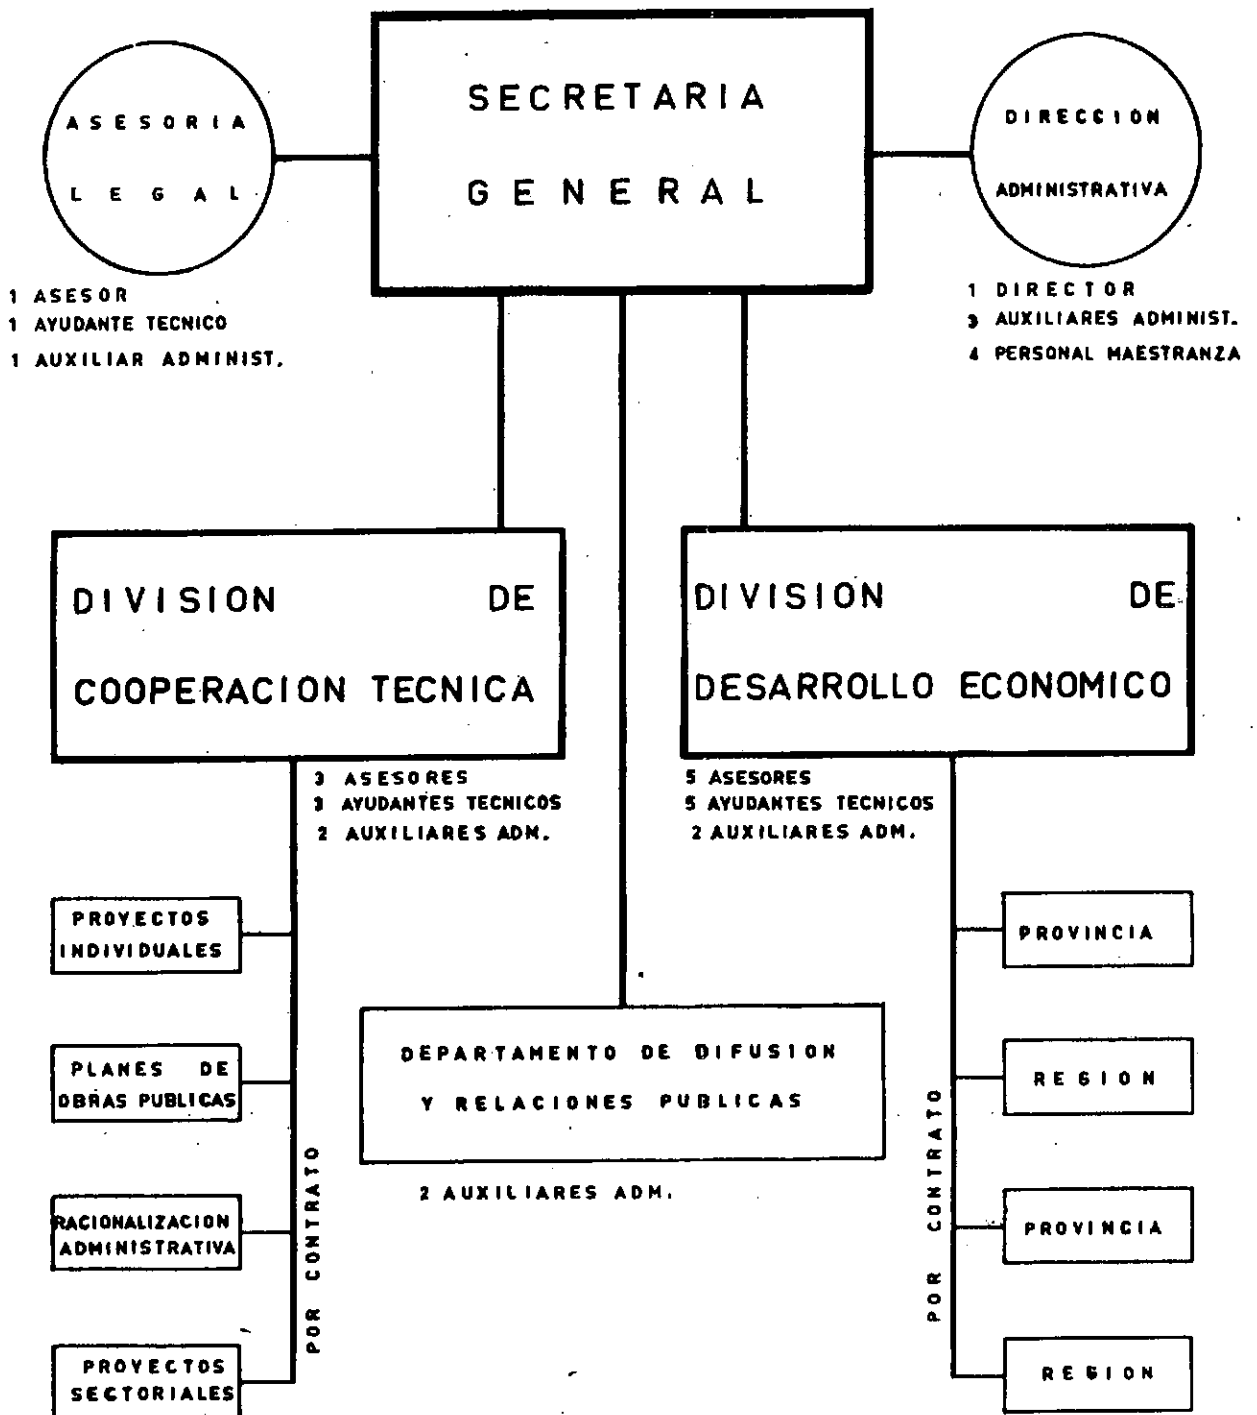 SECRETARIA
GENERAL
ASESORIA
LEGAL
1 ASESOR
1 AYUDANTE TECNICO
1 AUXILIAR ADMINIST.
DIRECCION
ADMINISTRATIVA
1 DIRECTOR
3 AUXILIARES ADMINIST.
4 PERSONAL MAESTRANZA
DIVISION DE
COOPERACION TECNICA
3 ASESORES
3 AYUDANTES TECNICOS
2 AUXILIARES ADM.
DIVISION DE
DESARROLLO ECONOMICO
5 ASESORES
5 AYUDANTES TECNICOS
2 AUXILIARES ADM.
PROYECTOS
INDIVIDUALES
PLANES DE
OBRAS PUBLICAS
RACIONALIZACION
ADMINISTRATIVA
PROYECTOS
SECTORIALES
POR CONTRATO
DEPARTAMENTO DE DIFUSION
Y RELACIONES PUBLICAS
2 AUXILIARES ADM.
POR CONTRATO
PROVINCIA
REGION
PROVINCIA
REGION